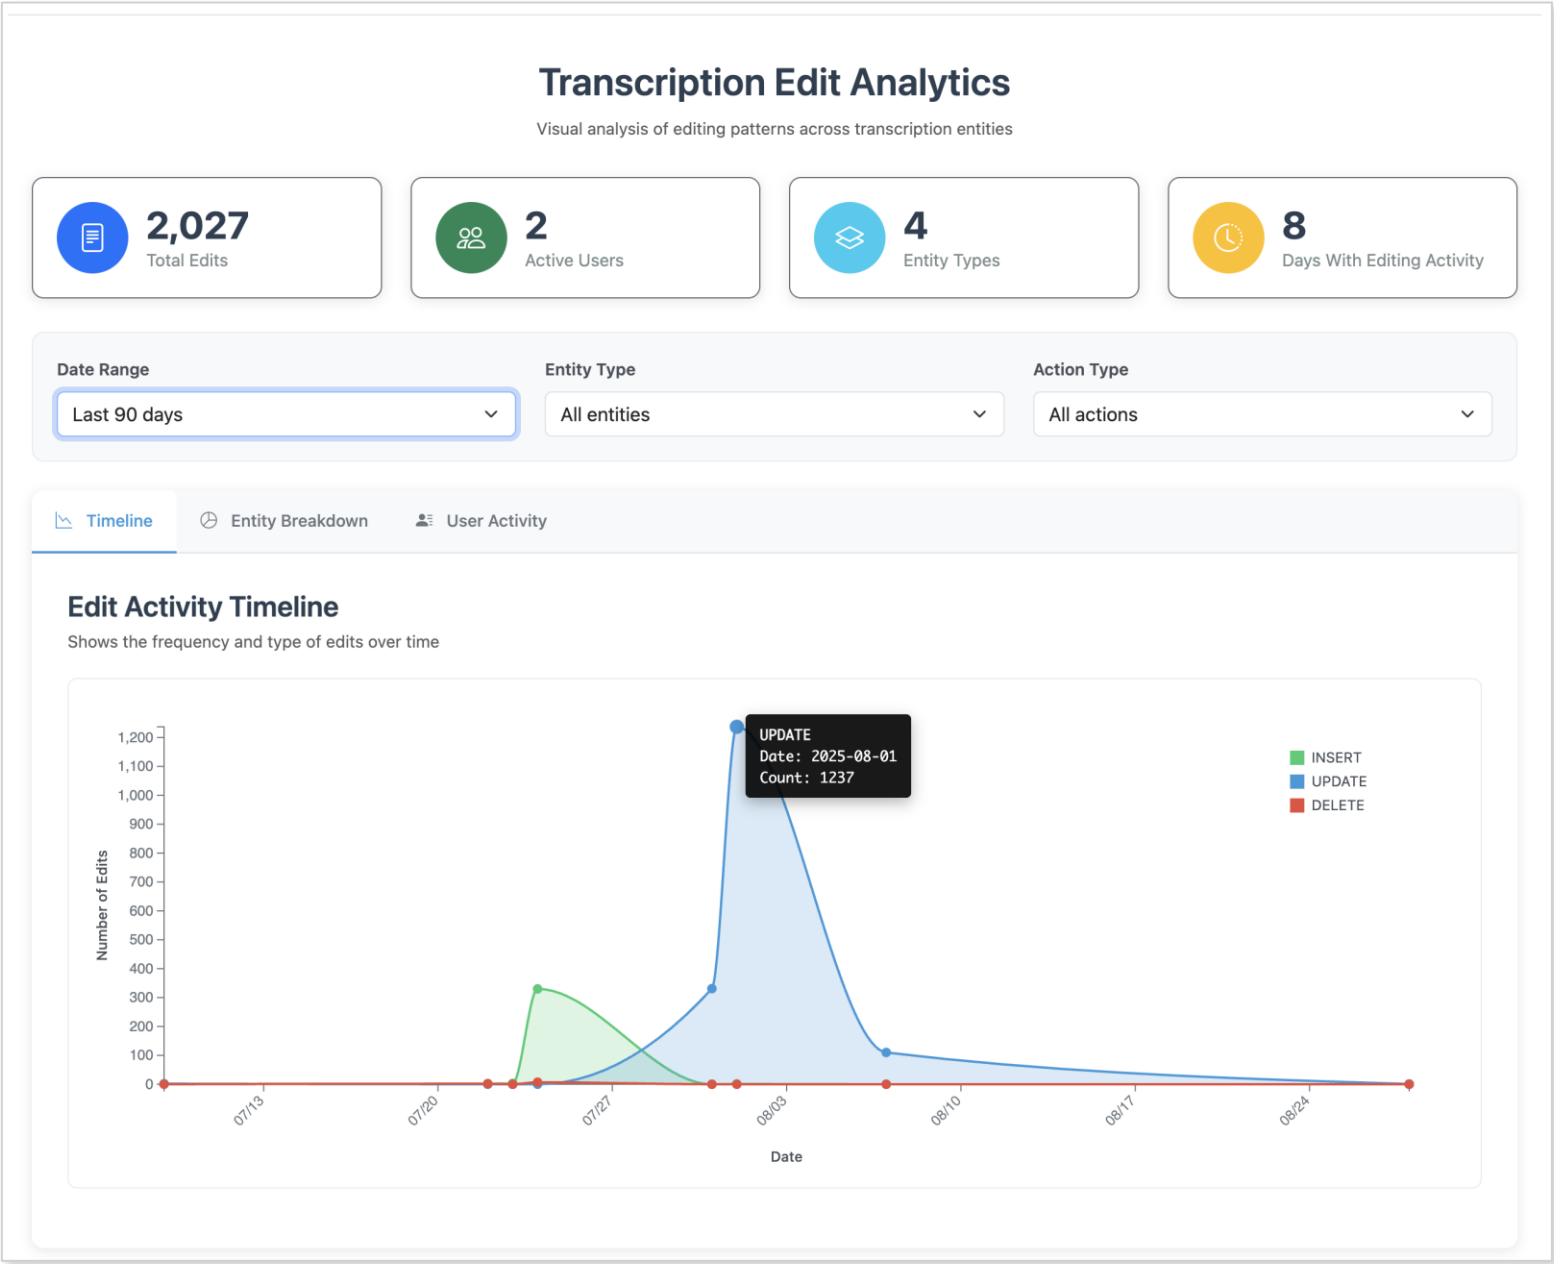 Transcription Edit Analytics
Visual analysis of editing patterns across transcription entities
2,027
Total Edits
2
Active Users
4
Entity Types
8
Days With Editing Activity
Date Range
Last 90 days
Entity Type
All entities
Action Type
All actions
Timeline
Entity Breakdown
User Activity
Edit Activity Timeline
Shows the frequency and type of edits over time
1,200
1,100
1,000
900
800
700
600
500
400
300
200
100
0
Number of Edits
UPDATE
Date: 2025-08-01
Count: 1237
INSERT
UPDATE
DELETE
07/13
07/20
07/27
08/03
08/10
08/17
08/24
Date